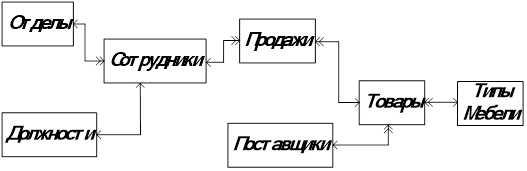 Отделы
Сотрудники
Продажи
Должности
Поставщики
Товары
Типы
Мебели